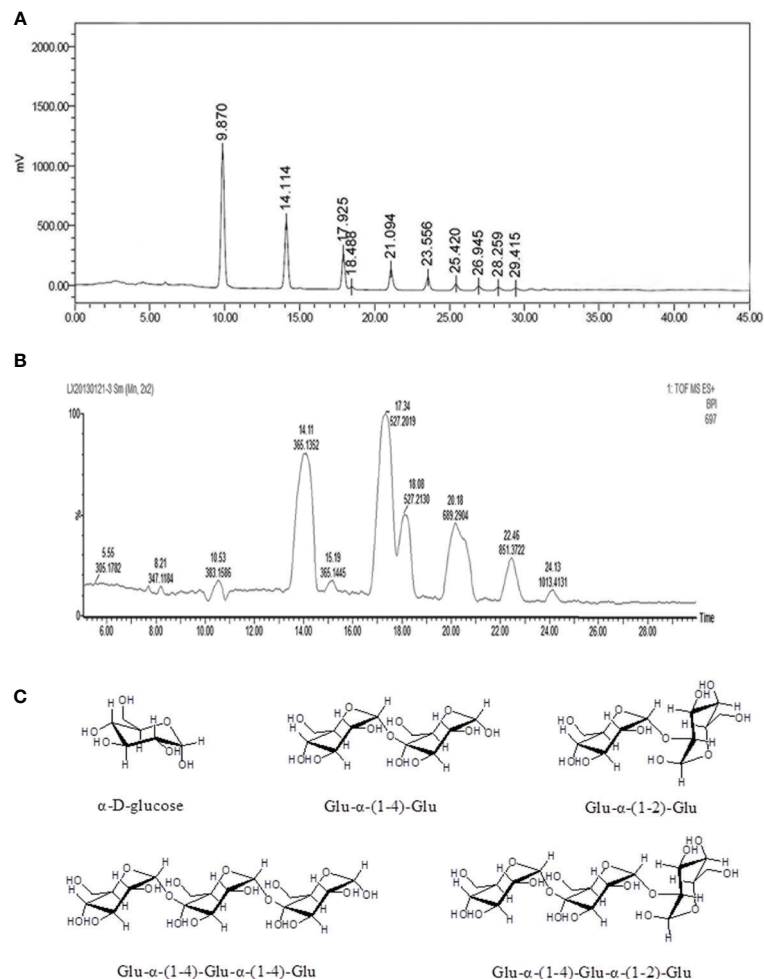 A
2000.00
1500.00
1000.00
500.00
0.00
mV
9.870
14.114
17.925
18.488
21.094
23.556
25.420
26.945
28.259
29.415
0.00 5.00 10.00 15.00 20.00 25.00 30.00 35.00 40.00 45.00
B
LX20130121-3 Sm (Mn, 2x2)
1: TOF MS ES+
BPI
697
100
%
5.55
305.1782
8.21
347.1184
10.53
383.1586
14.11
365.1352
15.19
365.1445
17.34
527.2019
18.08
527.2130
20.18
689.2904
22.46
851.3722
24.13
1013.4131
Time
6.00 8.00 10.00 12.00 14.00 16.00 18.00 20.00 22.00 24.00 26.00 28.00
C
α-D-glucose
Glu-α-(1-4)-Glu
Glu-α-(1-2)-Glu
Glu-α-(1-4)-Glu-α-(1-4)-Glu
Glu-α-(1-4)-Glu-α-(1-2)-Glu